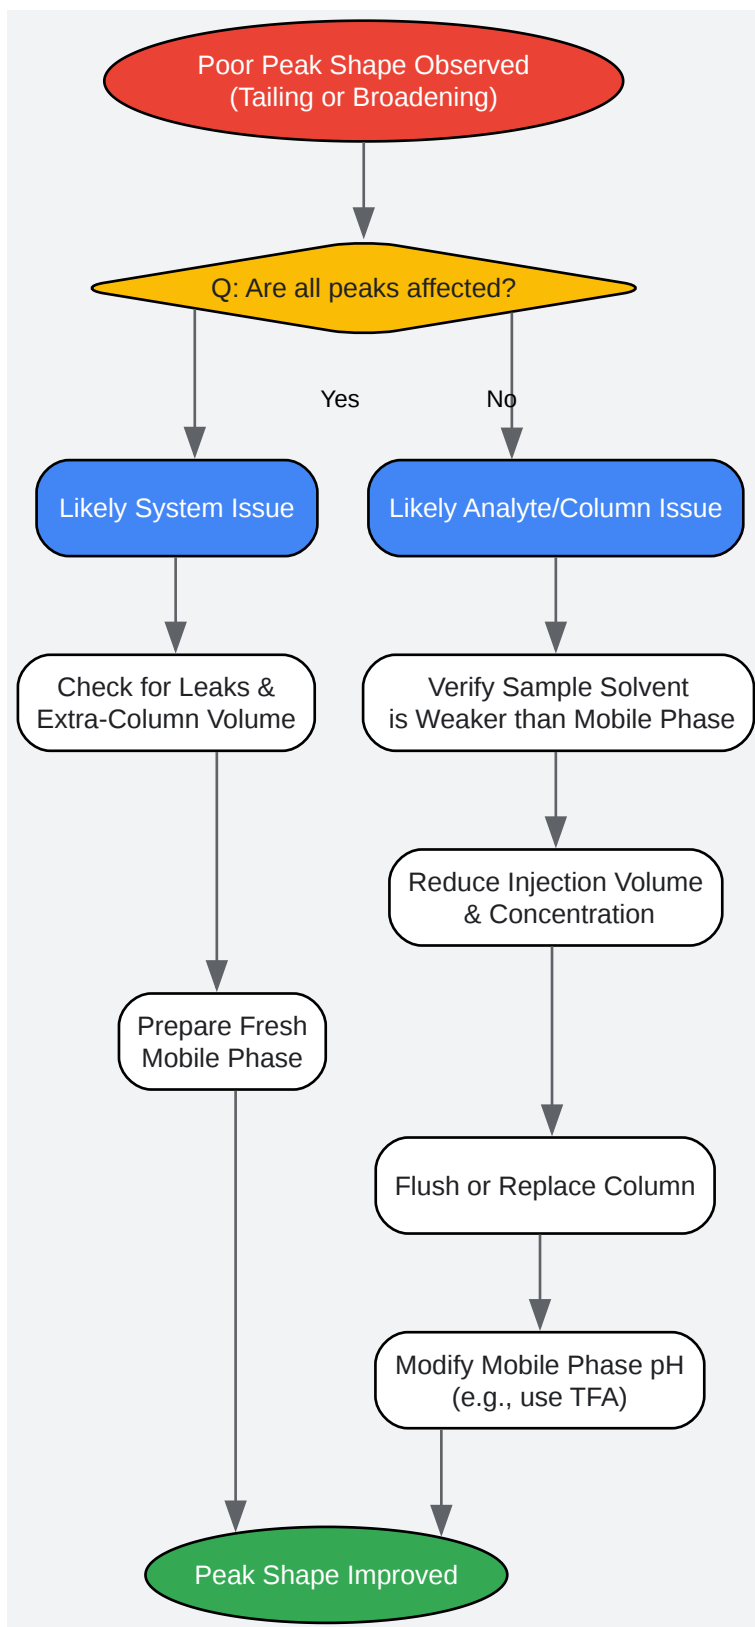 Poor Peak Shape Observed
(Tailing or Broadening)
Q: Are all peaks affected?
Yes
No
Likely System Issue
Likely Analyte/Column Issue
Check for Leaks &
Extra-Column Volume
Verify Sample Solvent
is Weaker than Mobile Phase
Reduce Injection Volume
& Concentration
Prepare Fresh
Mobile Phase
Flush or Replace Column
Modify Mobile Phase pH
(e.g., use TFA)
Peak Shape Improved